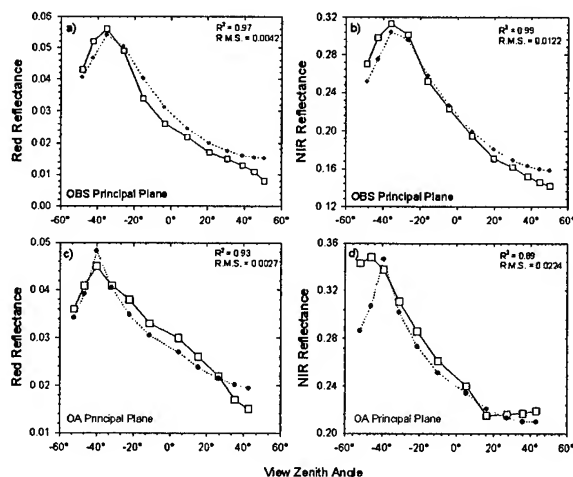 a)
R² = 0.97
R.M.S. = 0.0042
Red Reflectance
0.06
0.05
0.04
0.03
0.02
0.01
0.00
OBS Principal Plane
-60° -40° -20° 0° 20° 40° 60°
b)
R² = 0.99
R.M.S. = 0.0122
NIR Reflectance
0.32
0.28
0.24
0.20
0.16
0.12
OBS Principal Plane
-60° -40° -20° 0° 20° 40° 60°
c)
R² = 0.93
R.M.S. = 0.0027
Red Reflectance
0.05
0.04
0.03
0.02
0.01
OA Principal Plane
-60° -40° -20° 0° 20° 40° 60°
d)
R² = 0.89
R.M.S. = 0.0234
NIR Reflectance
0.36
0.32
0.28
0.24
0.20
OA Principal Plane
-60° -40° -20° 0° 20° 40° 60°
View Zenith Angle